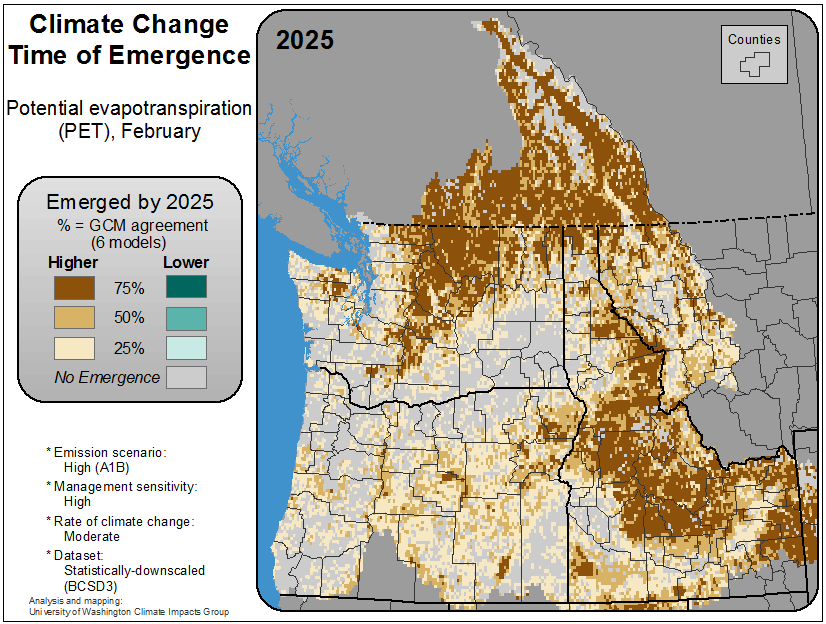 Climate Change
Time of Emergence
Potential evapotranspiration
(PET), February
Emerged by 2025
% = GCM agreement
(6 models)
Higher Lower
75%
50%
25%
No Emergence
* Emission scenario:
High (A1B)
* Management sensitivity:
High
* Rate of climate change:
Moderate
* Dataset:
Statistically-downscaled
(BCSD3)
Analysis and mapping:
University of Washington Climate Impacts Group
2025
Counties